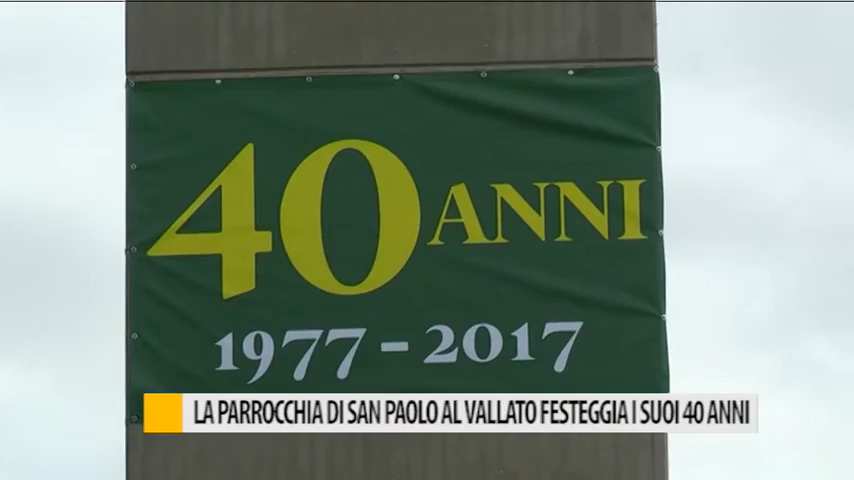 40 ANNI
1977 - 2017
LA PARROCCHIA DI SAN PAOLO AL VALLATO FESTEGGIA I SUOI 40 ANNI